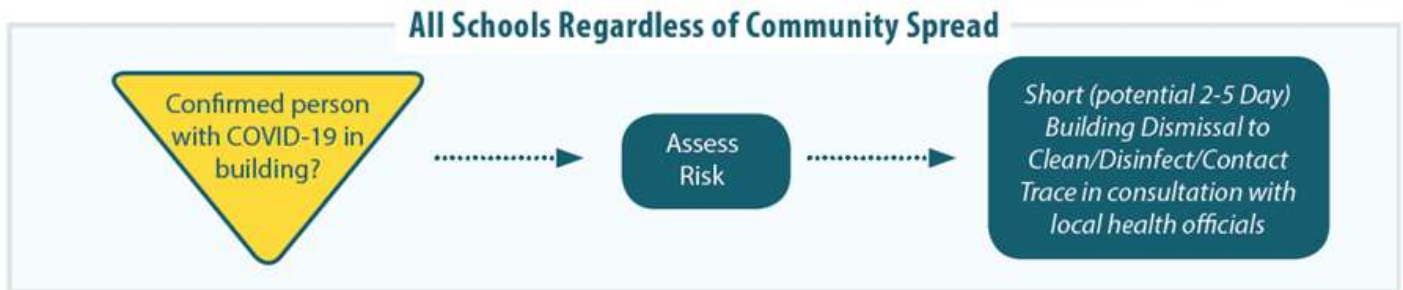 All Schools Regardless of Community Spread
Confirmed person
with COVID-19 in
building?
Assess
Risk
Short (potential 2-5 Day)
Building Dismissal to
Clean/Disinfect/Contact
Trace in consultation with
local health officials